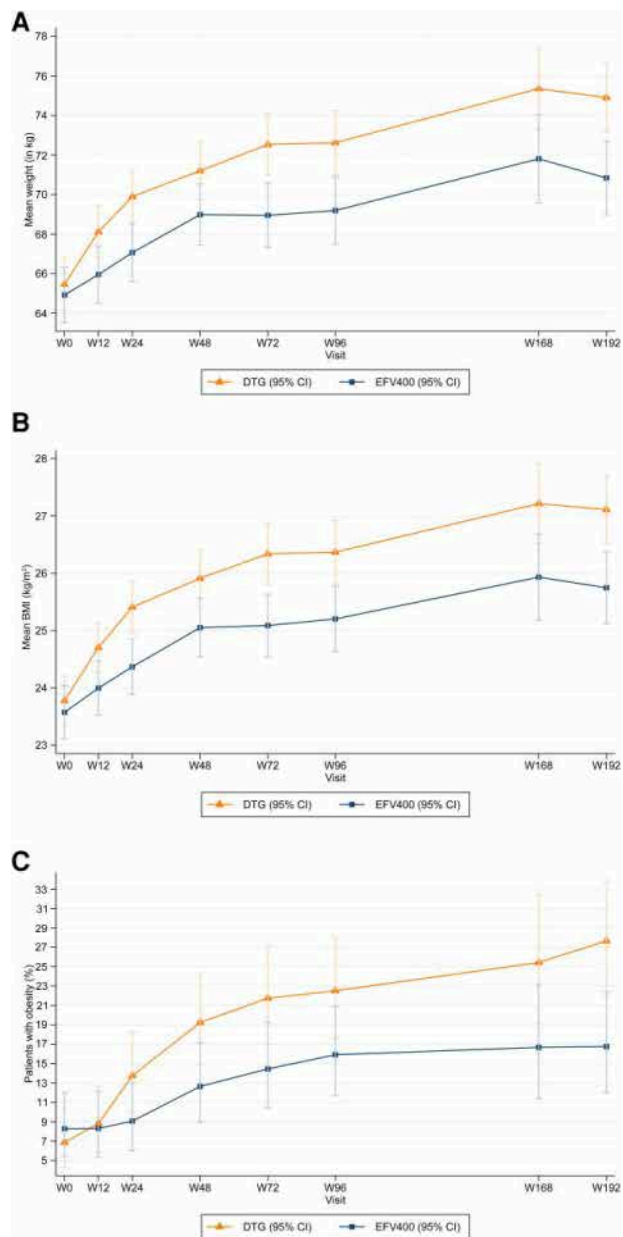 A
78
76
74
72
70
68
66
64
Mean weight (in kg)
W0 W12 W24 W48 W72 W96 W168 W192
Visit
DTG (95% CI) EFV400 (95% CI)
B
28
27
26
25
24
23
Mean BMI (kg/m²)
W0 W12 W24 W48 W72 W96 W168 W192
Visit
DTG (95% CI) EFV400 (95% CI)
C
33
31
29
27
25
23
21
19
17
15
13
11
9
7
5
Patients with obesity (%)
W0 W12 W24 W48 W72 W96 W168 W192
Visit
DTG (95% CI) EFV400 (95% CI)